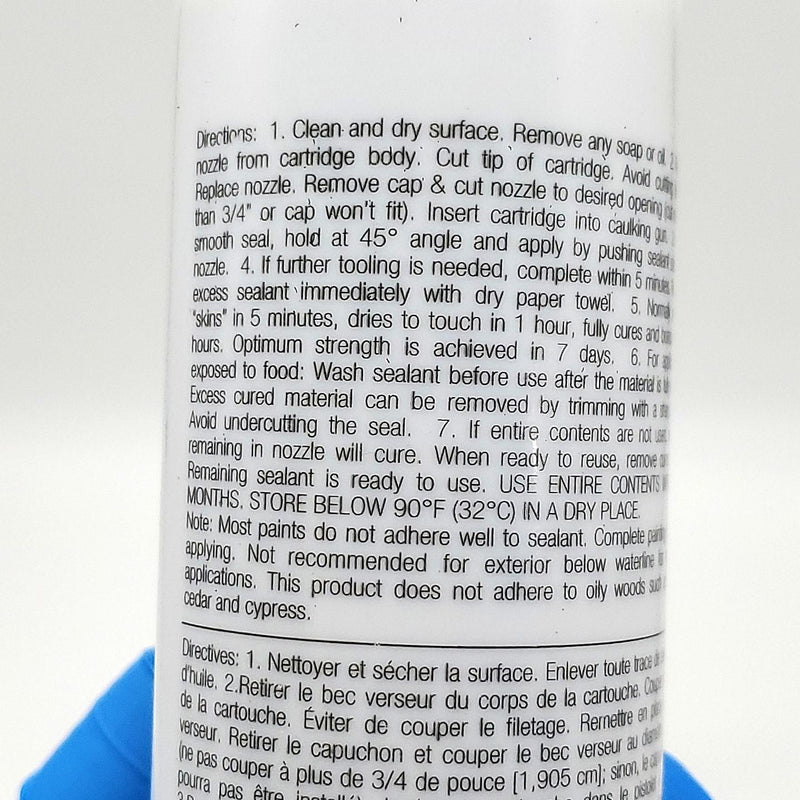 Directions: 1. Clean and dry surface. Remove any soap or oil. 2.
nozzle from cartridge body. Cut tip of cartridge. Avoid cutting
Replace nozzle. Remove cap & cut nozzle to desired opening
than 3/4" or cap won't fit). Insert cartridge into caulking gun.
smooth seal, hold at 45° angle and apply by pushing sealant
nozzle. 4. If further tooling is needed, complete within 5 minutes.
excess sealant immediately with dry paper towel. 5.
"skins" in 5 minutes, dries to touch in 1 hour, fully cures and
hours. Optimum strength is achieved in 7 days. 6. For
exposed to food: Wash sealant before use after the material is
Excess cured material can be removed by trimming with a
Avoid undercutting the seal. 7. If entire contents are not used,
remaining in nozzle will cure. When ready to reuse, remove
Remaining sealant is ready to use. USE ENTIRE CONTENTS
MONTHS. STORE BELOW 90°F (32°C) IN A DRY PLACE.
Note: Most paints do not adhere well to sealant. Complete
applying. Not recommended for exterior below waterline
applications. This product does not adhere to oily woods such
cedar and cypress.
Directives: 1. Nettoyer et sécher la surface. Enlever toute trace de
d'huile. 2.Retirer le bec verseur du corps de la cartouche.
de la cartouche. Éviter de couper le filetage. Remettre en
verseur. Retirer le capuchon et couper le bec verseur au
(ne pas couper à plus de 3/4 de pouce [1,905 cm]; sinon, le
pourra pas être dans le